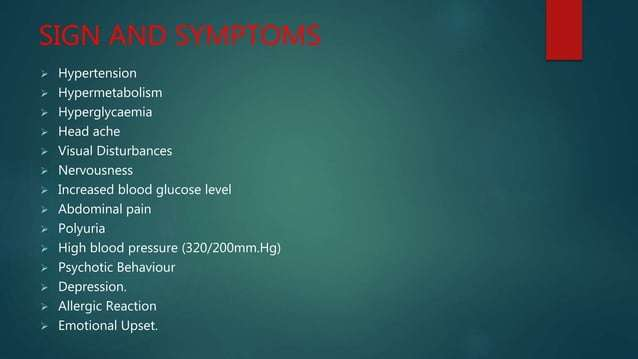 SIGN AND SYMPTOMS
Hypertension
Hypermetabolism
Hyperglycaemia
Head ache
Visual Disturbances
Nervousness
Increased blood glucose level
Abdominal pain
Polyuria
High blood pressure (320/200mm.Hg)
Psychotic Behaviour
Depression.
Allergic Reaction
Emotional Upset.